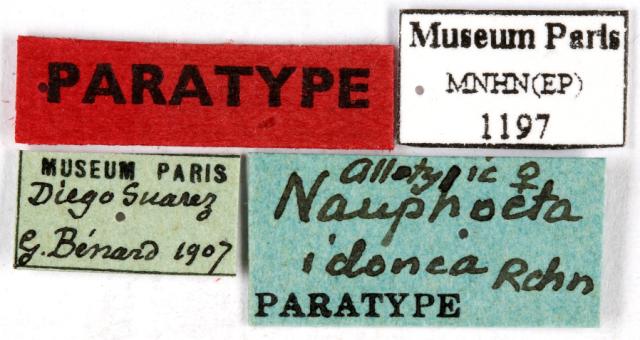 PARATYPE
Museum Paris
MNHN(EP)
1197
MUSEUM PARIS
Diego Suarez
G. Bénard 1907
Allotypic ♀
Nauphoeta
idonea Rehn
PARATYPE